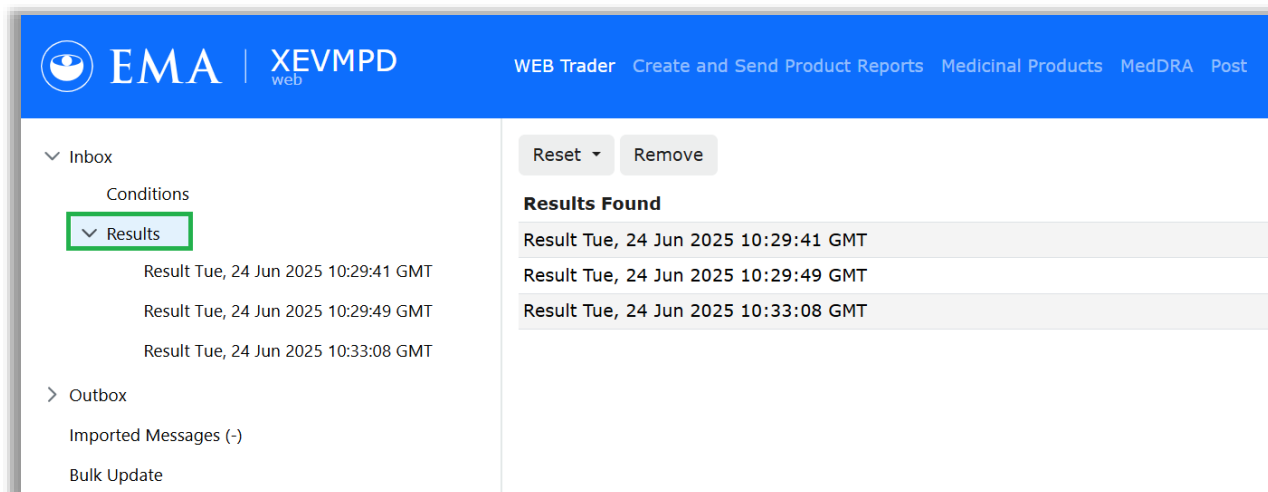 EMA | XEVMPD
web
WEB Trader Create and Send Product Reports Medicinal Products MedDRA Post
Inbox
Conditions
Results
Result Tue, 24 Jun 2025 10:29:41 GMT
Result Tue, 24 Jun 2025 10:29:49 GMT
Result Tue, 24 Jun 2025 10:33:08 GMT
Outbox
Imported Messages (-)
Bulk Update
Reset Remove
Results Found
Result Tue, 24 Jun 2025 10:29:41 GMT
Result Tue, 24 Jun 2025 10:29:49 GMT
Result Tue, 24 Jun 2025 10:33:08 GMT